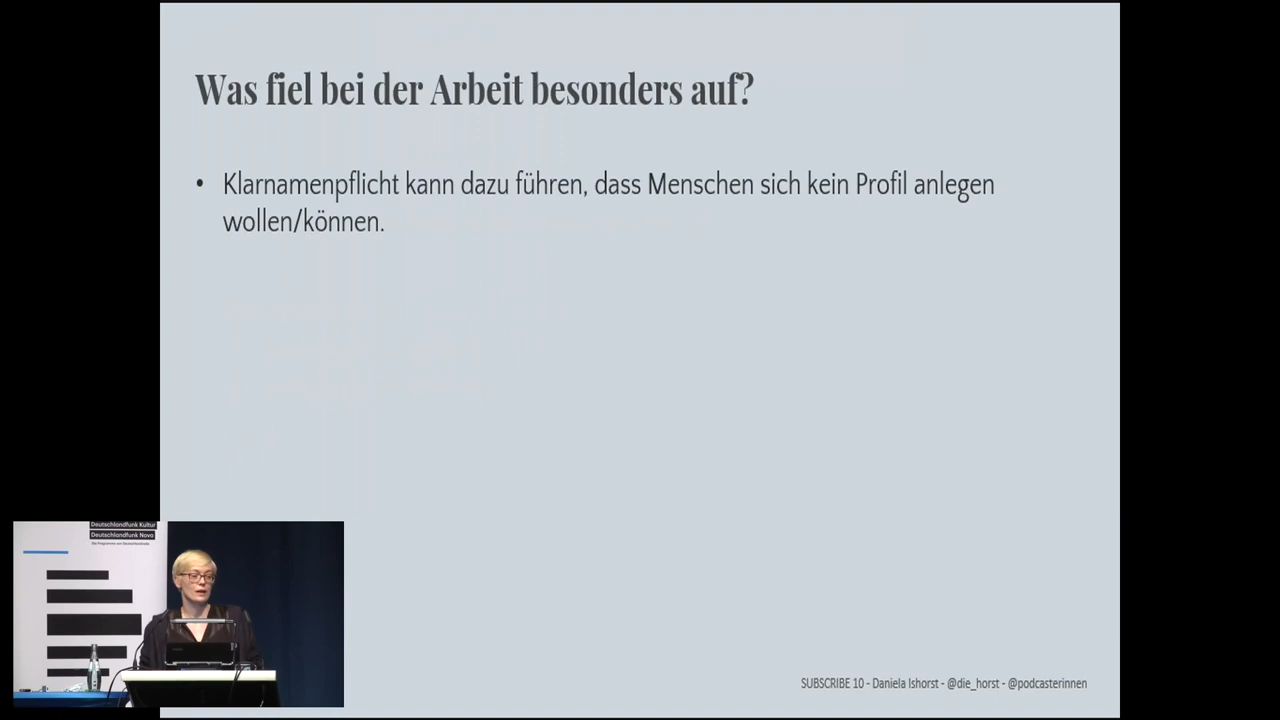 Was fiel bei der Arbeit besonders auf?
• Klarnamenpflicht kann dazu führen, dass Menschen sich kein Profil anlegen
wollen/können.
Deutschlandfunk Kultur
Deutschlandfunk Nova
SUBSCRIBE 10 - Daniela Ishorst - @die_horst - @podcasterinnen